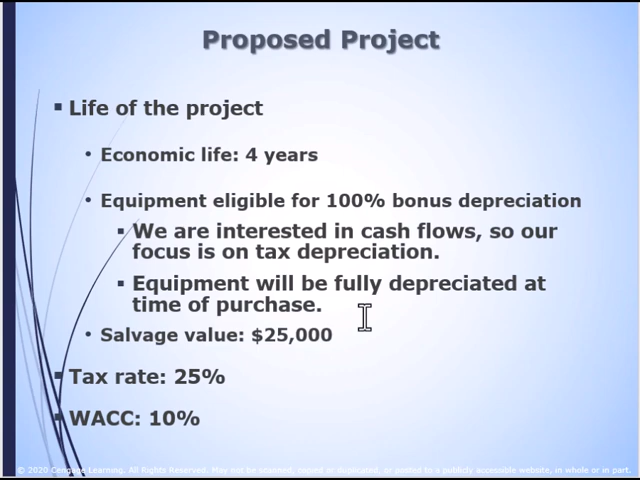 Proposed Project
▪ Life of the project
• Economic life: 4 years
• Equipment eligible for 100% bonus depreciation
▪ We are interested in cash flows, so our
focus is on tax depreciation.
▪ Equipment will be fully depreciated at
time of purchase.
• Salvage value: $25,000
▪ Tax rate: 25%
▪ WACC: 10%
© 2020 Cengage Learning. All Rights Reserved. May not be scanned, copied or duplicated, or posted to a publicly accessible website, in whole or in part.